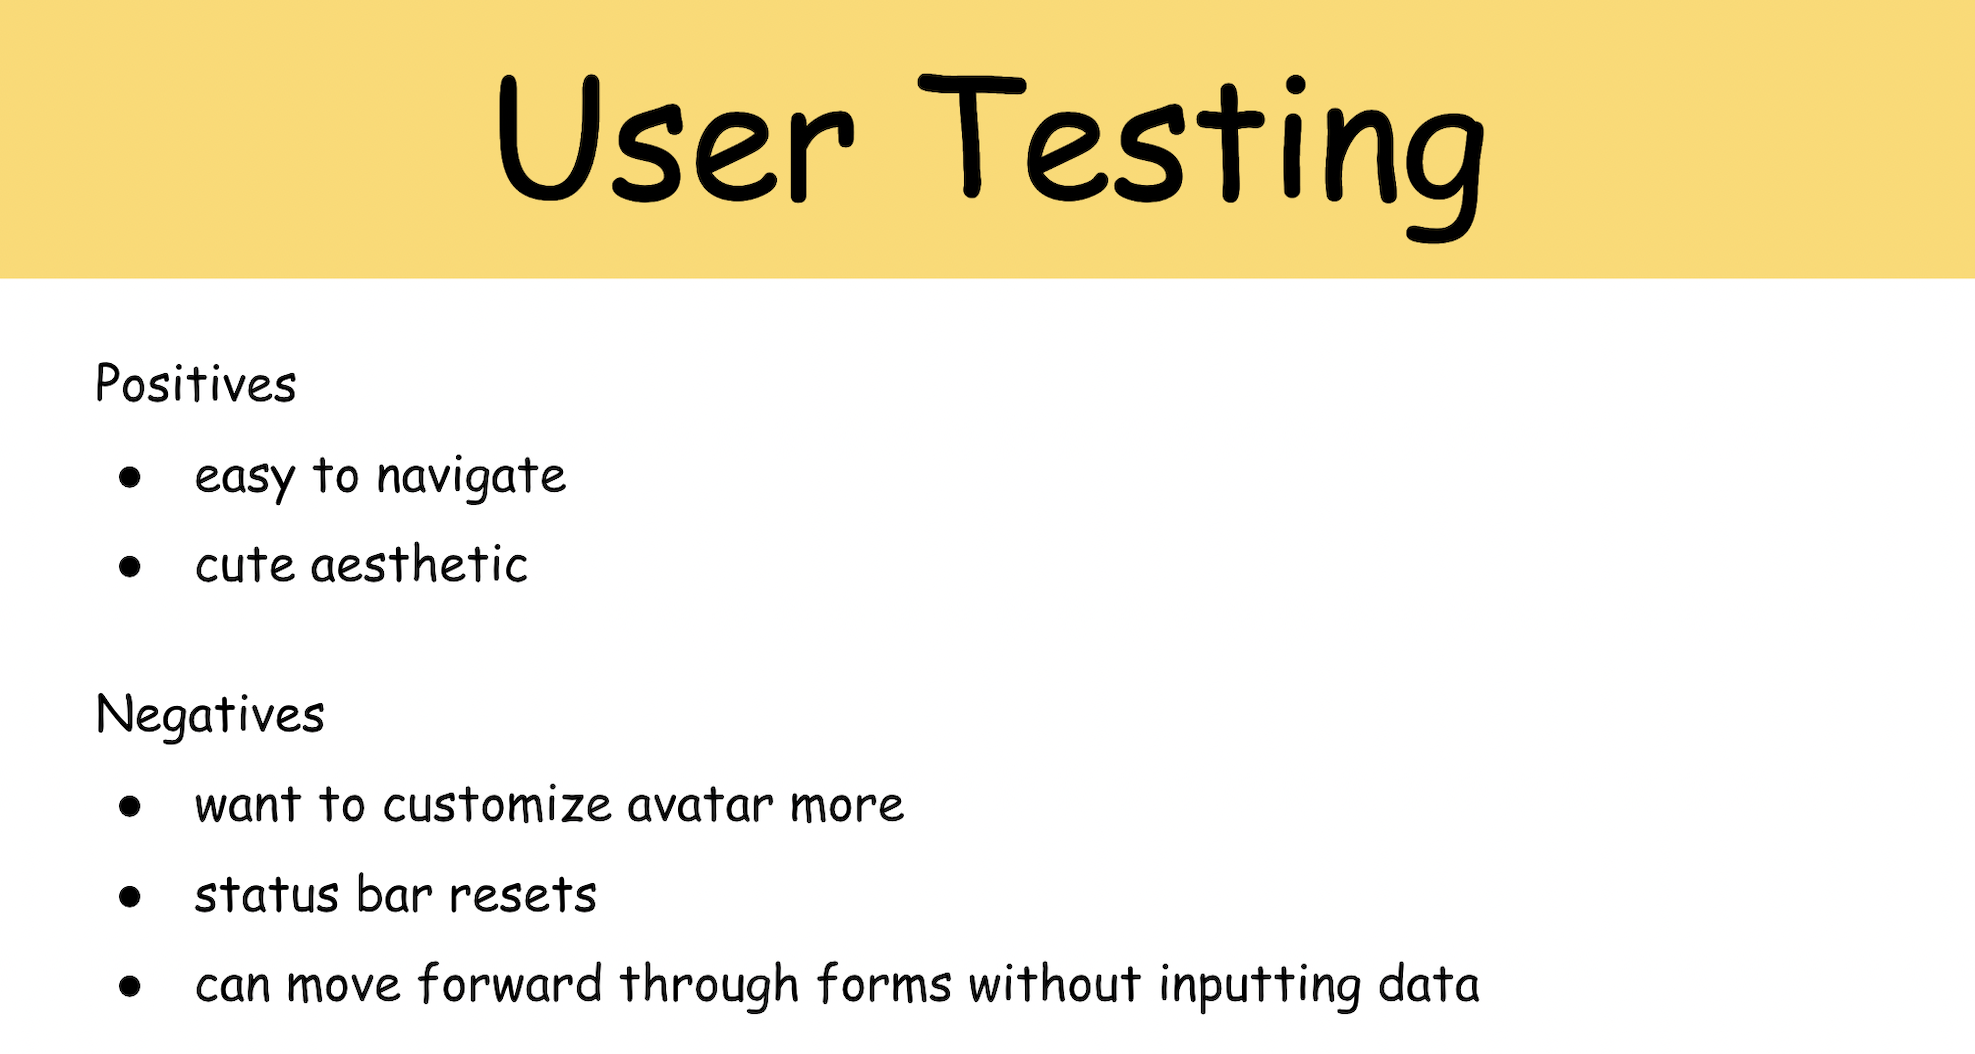 User Testing
Positives
● easy to navigate
● cute aesthetic
Negatives
● want to customize avatar more
● status bar resets
● can move forward through forms without inputting data